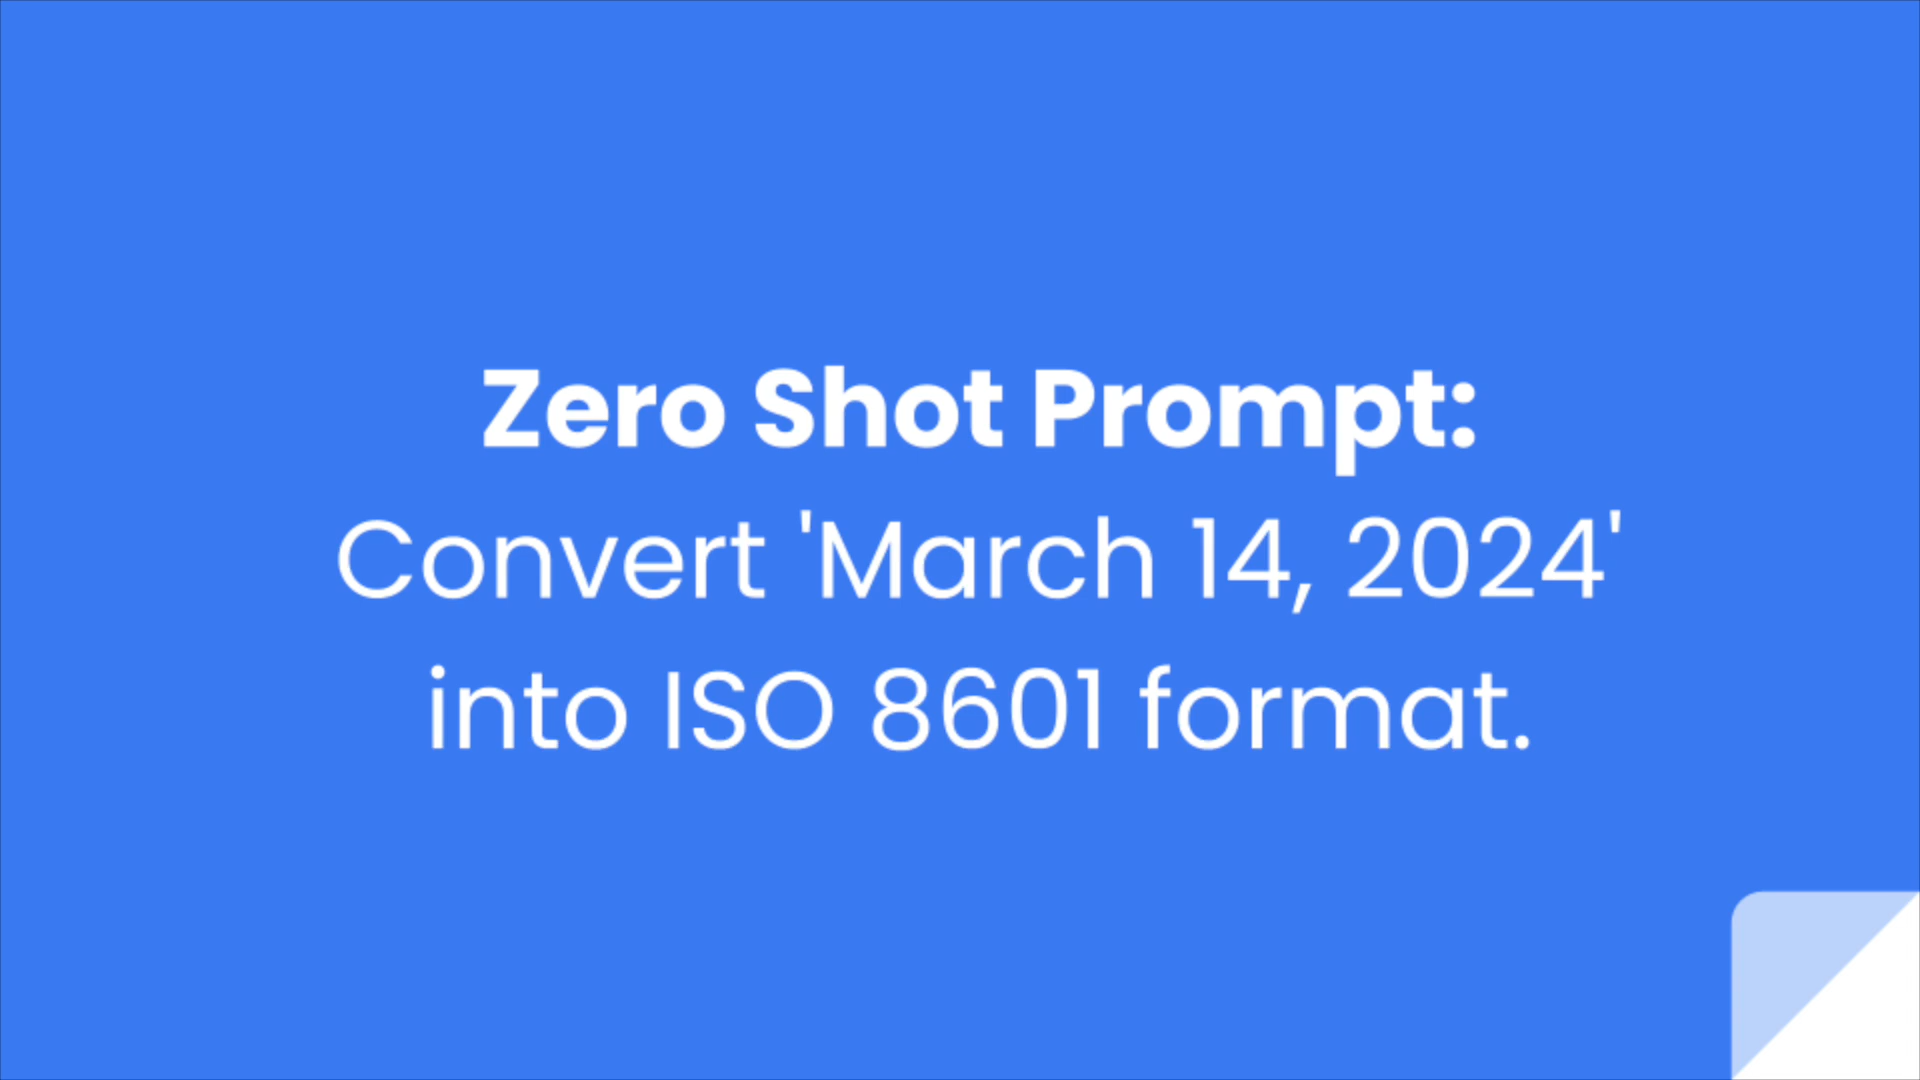 Zero Shot Prompt:
Convert 'March 14, 2024'
into ISO 8601 format.